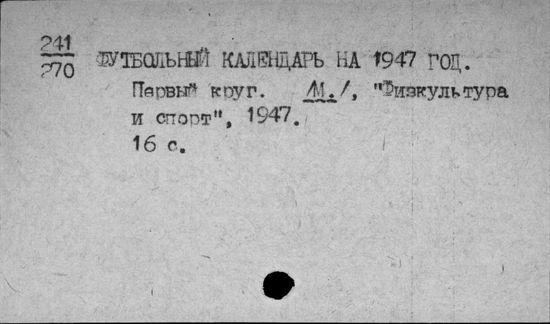 241
270
ФУТБОЛЬНЫЙ КАЛЕНДАРЬ НА 1947 ГОД.
Первый круг. /М./, "Физкультура
и спорт", 1947.
16 с.